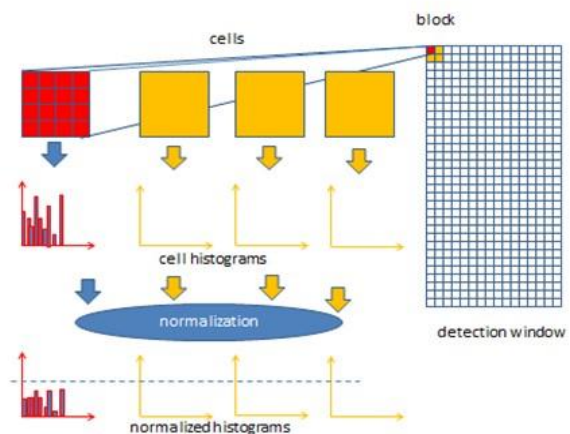 block
cells
cell histograms
normalization
detection window
normalized histograms